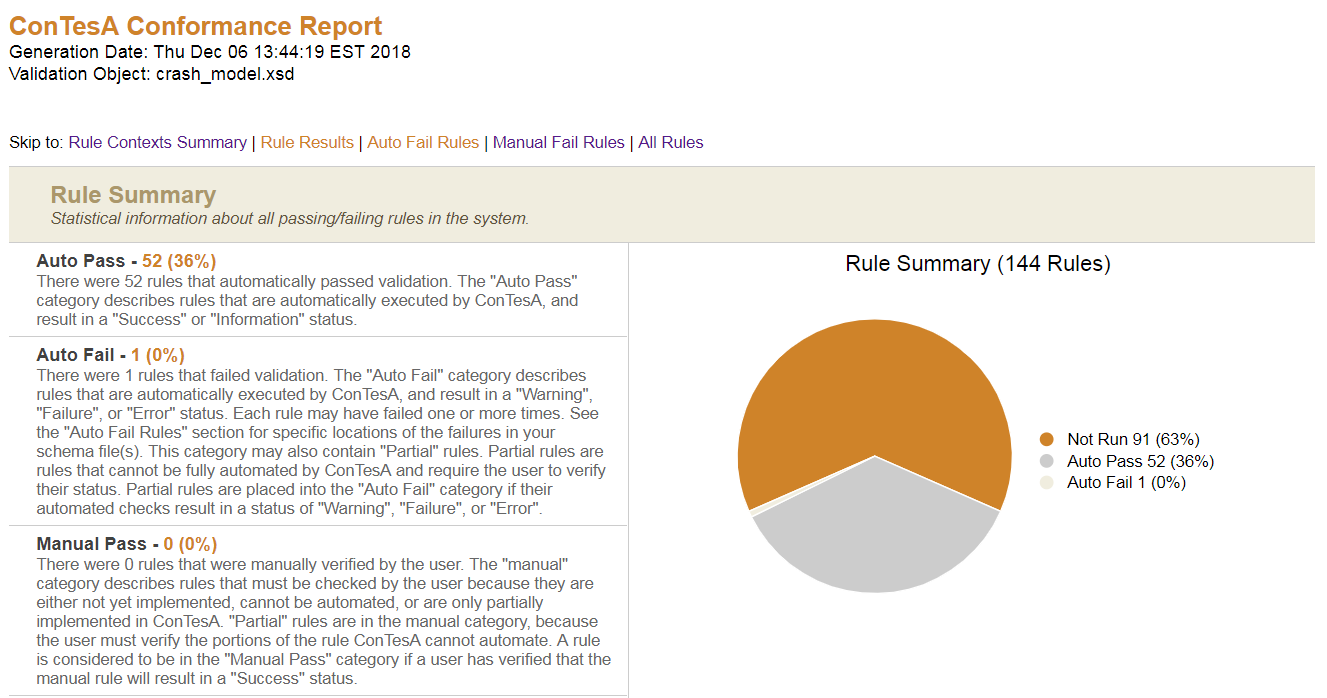 ConTesA Conformance Report
Generation Date: Thu Dec 06 13:44:19 EST 2018
Validation Object: crash_model.xsd
Skip to: Rule Contexts Summary | Rule Results | Auto Fail Rules | Manual Fail Rules | All Rules
Rule Summary
Statistical information about all passing/failing rules in the system.
Auto Pass - 52 (36%)
There were 52 rules that automatically passed validation. The "Auto Pass"
category describes rules that are automatically executed by ConTesA, and
result in a "Success" or "Information" status.
Auto Fail - 1 (0%)
There were 1 rules that failed validation. The "Auto Fail" category describes
rules that are automatically executed by ConTesA, and result in a "Warning",
"Failure", or "Error" status. Each rule may have failed one or more times. See
the "Auto Fail Rules" section for specific locations of the failures in your
schema file(s). This category may also contain "Partial" rules. Partial rules are
rules that cannot be fully automated by ConTesA and require the user to verify
their status. Partial rules are placed into the "Auto Fail" category if their
automated checks result in a status of "Warning", "Failure", or "Error".
Manual Pass - 0 (0%)
There were 0 rules that were manually verified by the user. The "manual"
category describes rules that must be checked by the user because they are
either not yet implemented, cannot be automated, or are only partially
implemented in ConTesA. "Partial" rules are in the manual category, because
the user must verify the portions of the rule ConTesA cannot automate. A rule
is considered to be in the "Manual Pass" category if a user has verified that the
manual rule will result in a "Success" status.
Rule Summary (144 Rules)
Not Run 91 (63%)
Auto Pass 52 (36%)
Auto Fail 1 (0%)